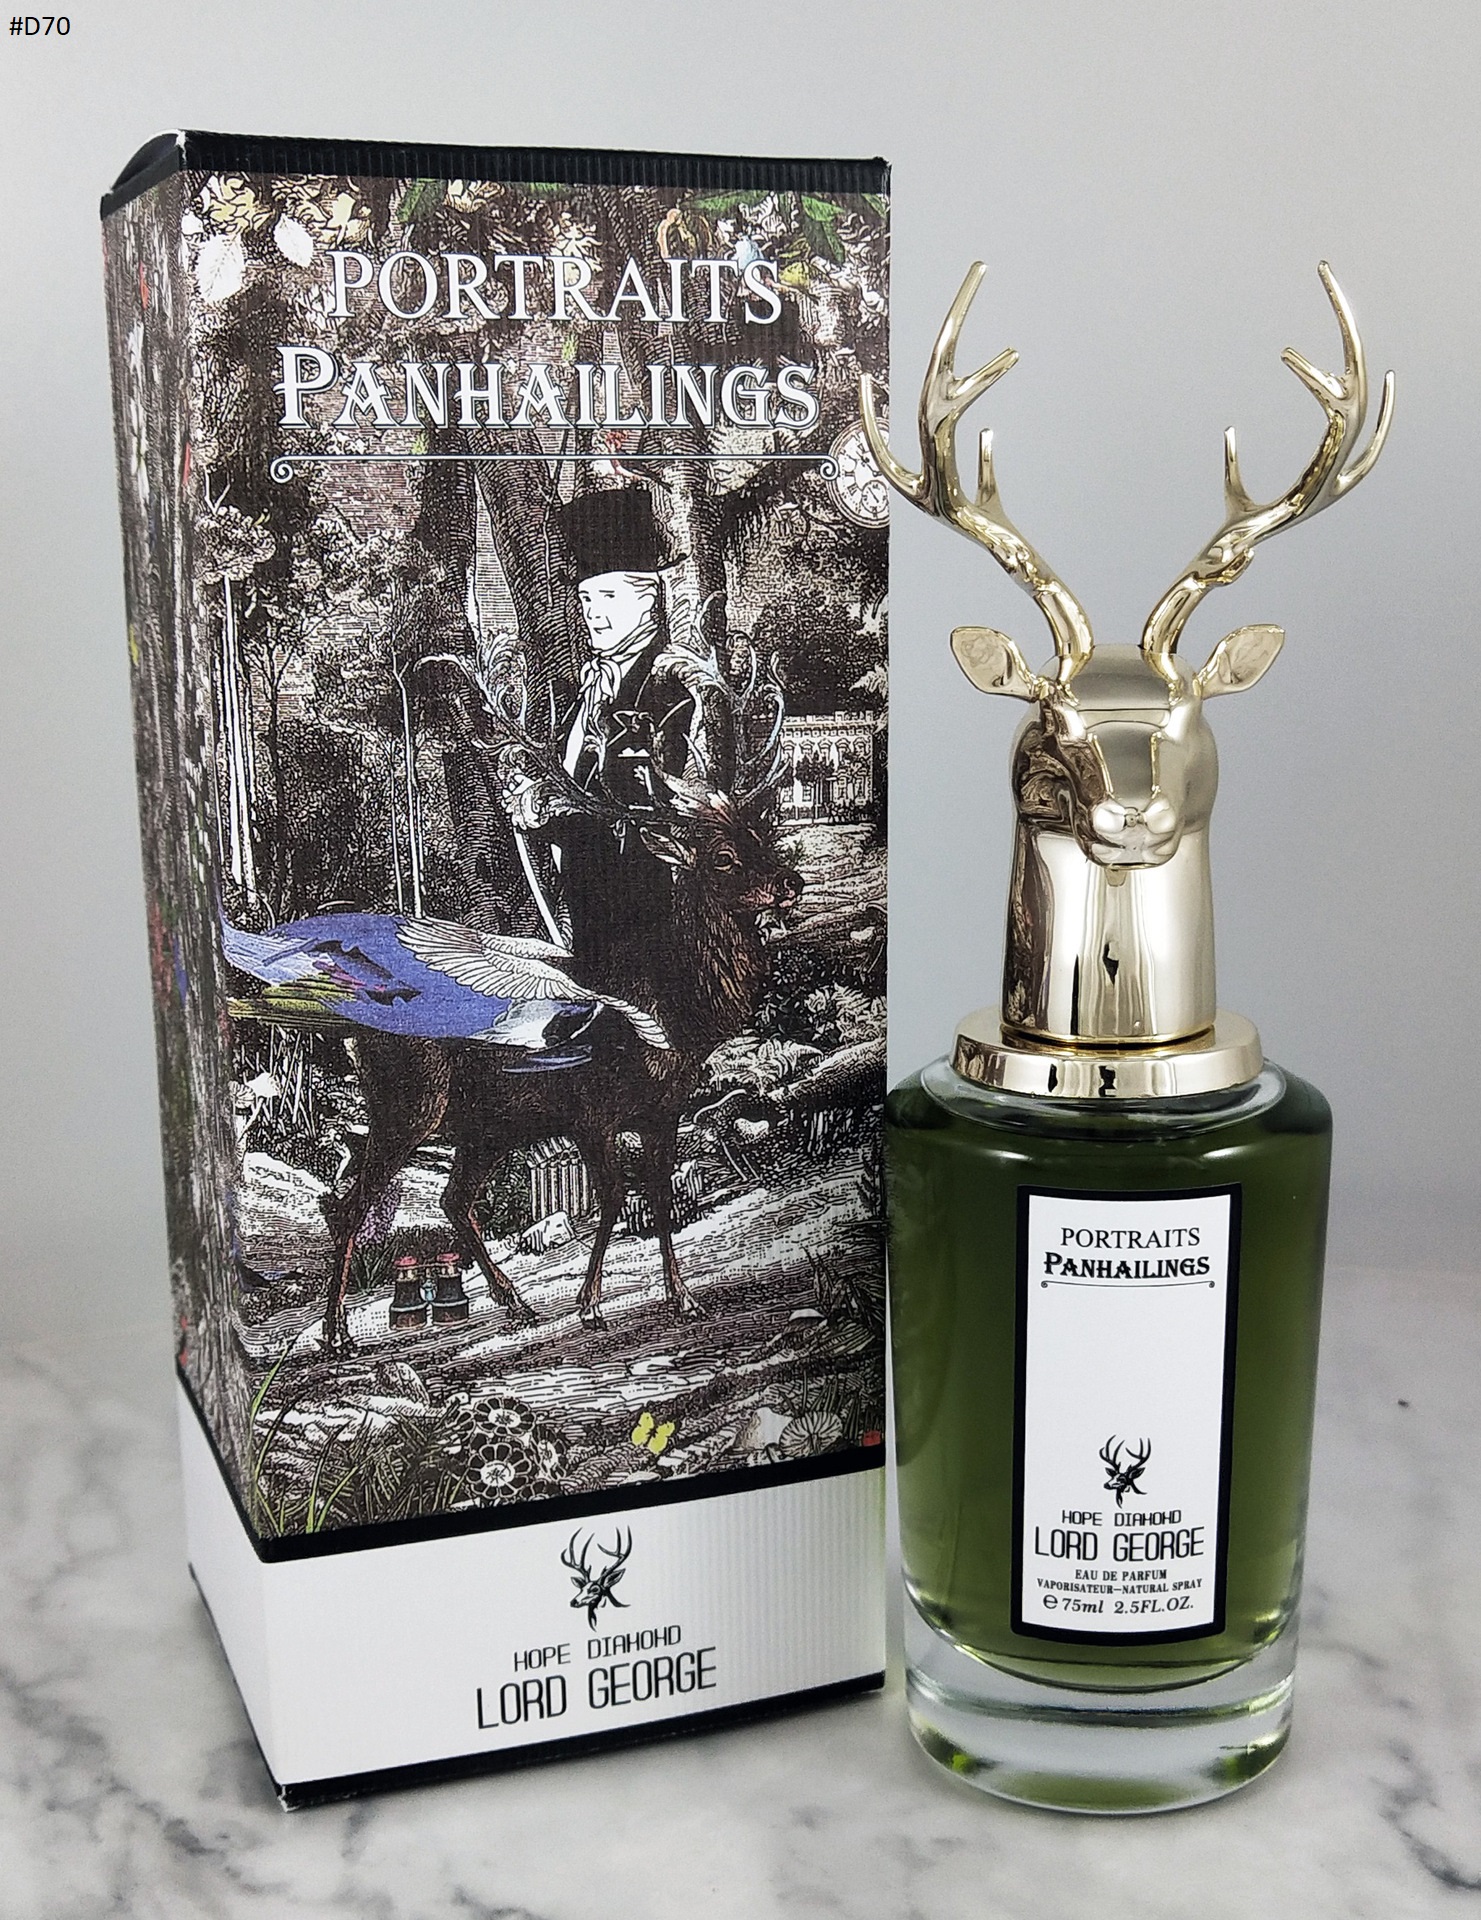 #D70
PORTRAITS
PANHAILINGS
HOPE DIAHOHD
LORD GEORGE
PORTRAITS
PANHAILINGS
HOPE DIAHOHD
LORD GEORGE
EAU DE PARFUM
VAPORISATEUR–NATURAL SPRAY
℮ 75ml 2.5FL.OZ.